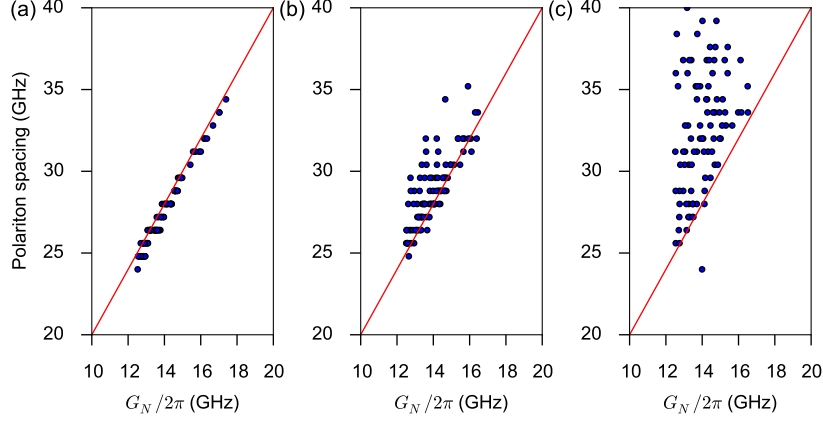 (a) (b) (c)
40 40 40
35 35 35
30 30 30
25 25 25
20 20 20
Polariton spacing (GHz)
10 12 14 16 18 20 10 12 14 16 18 20 10 12 14 16 18 20
G_N/2π (GHz) G_N/2π (GHz) G_N/2π (GHz)